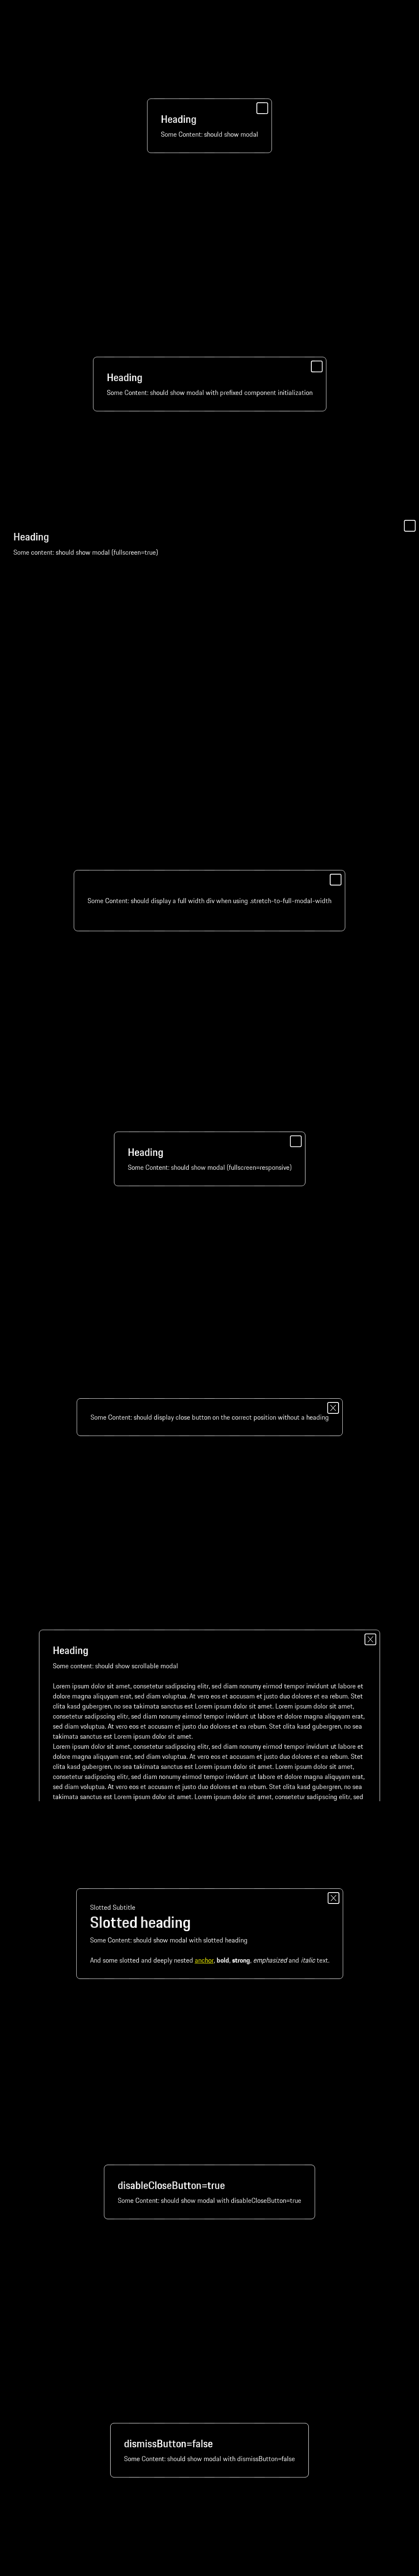 Heading
Some Content: should show modal
Heading
Some Content: should show modal with prefixed component initialization
Heading
Some content: should show modal (fullscreen=true)
Some Content: should display a full width div when using .stretch-to-full-modal-width
Heading
Some Content: should show modal (fullscreen=responsive)
Some Content: should display close button on the correct position without a heading
Heading
Some content: should show scrollable modal
Lorem ipsum dolor sit amet, consetetur sadipscing elitr, sed diam nonumy eirmod tempor invidunt ut labore et
dolore magna aliquyam erat, sed diam voluptua. At vero eos et accusam et justo duo dolores et ea rebum. Stet
clita kasd gubergren, no sea takimata sanctus est Lorem ipsum dolor sit amet. Lorem ipsum dolor sit amet,
consetetur sadipscing elitr, sed diam nonumy eirmod tempor invidunt ut labore et dolore magna aliquyam erat,
sed diam voluptua. At vero eos et accusam et justo duo dolores et ea rebum. Stet clita kasd gubergren, no sea
takimata sanctus est Lorem ipsum dolor sit amet.
Lorem ipsum dolor sit amet, consetetur sadipscing elitr, sed diam nonumy eirmod tempor invidunt ut labore et
dolore magna aliquyam erat, sed diam voluptua. At vero eos et accusam et justo duo dolores et ea rebum. Stet
clita kasd gubergren, no sea takimata sanctus est Lorem ipsum dolor sit amet. Lorem ipsum dolor sit amet,
consetetur sadipscing elitr, sed diam nonumy eirmod tempor invidunt ut labore et dolore magna aliquyam erat,
sed diam voluptua. At vero eos et accusam et justo duo dolores et ea rebum. Stet clita kasd gubergren, no sea
takimata sanctus est Lorem ipsum dolor sit amet. Lorem ipsum dolor sit amet, consetetur sadipscing elitr, sed
Slotted Subtitle
Slotted heading
Some Content: should show modal with slotted heading
And some slotted and deeply nested anchor, bold, strong, emphasized and italic text.
disableCloseButton=true
Some Content: should show modal with disableCloseButton=true
dismissButton=false
Some Content: should show modal with dismissButton=false